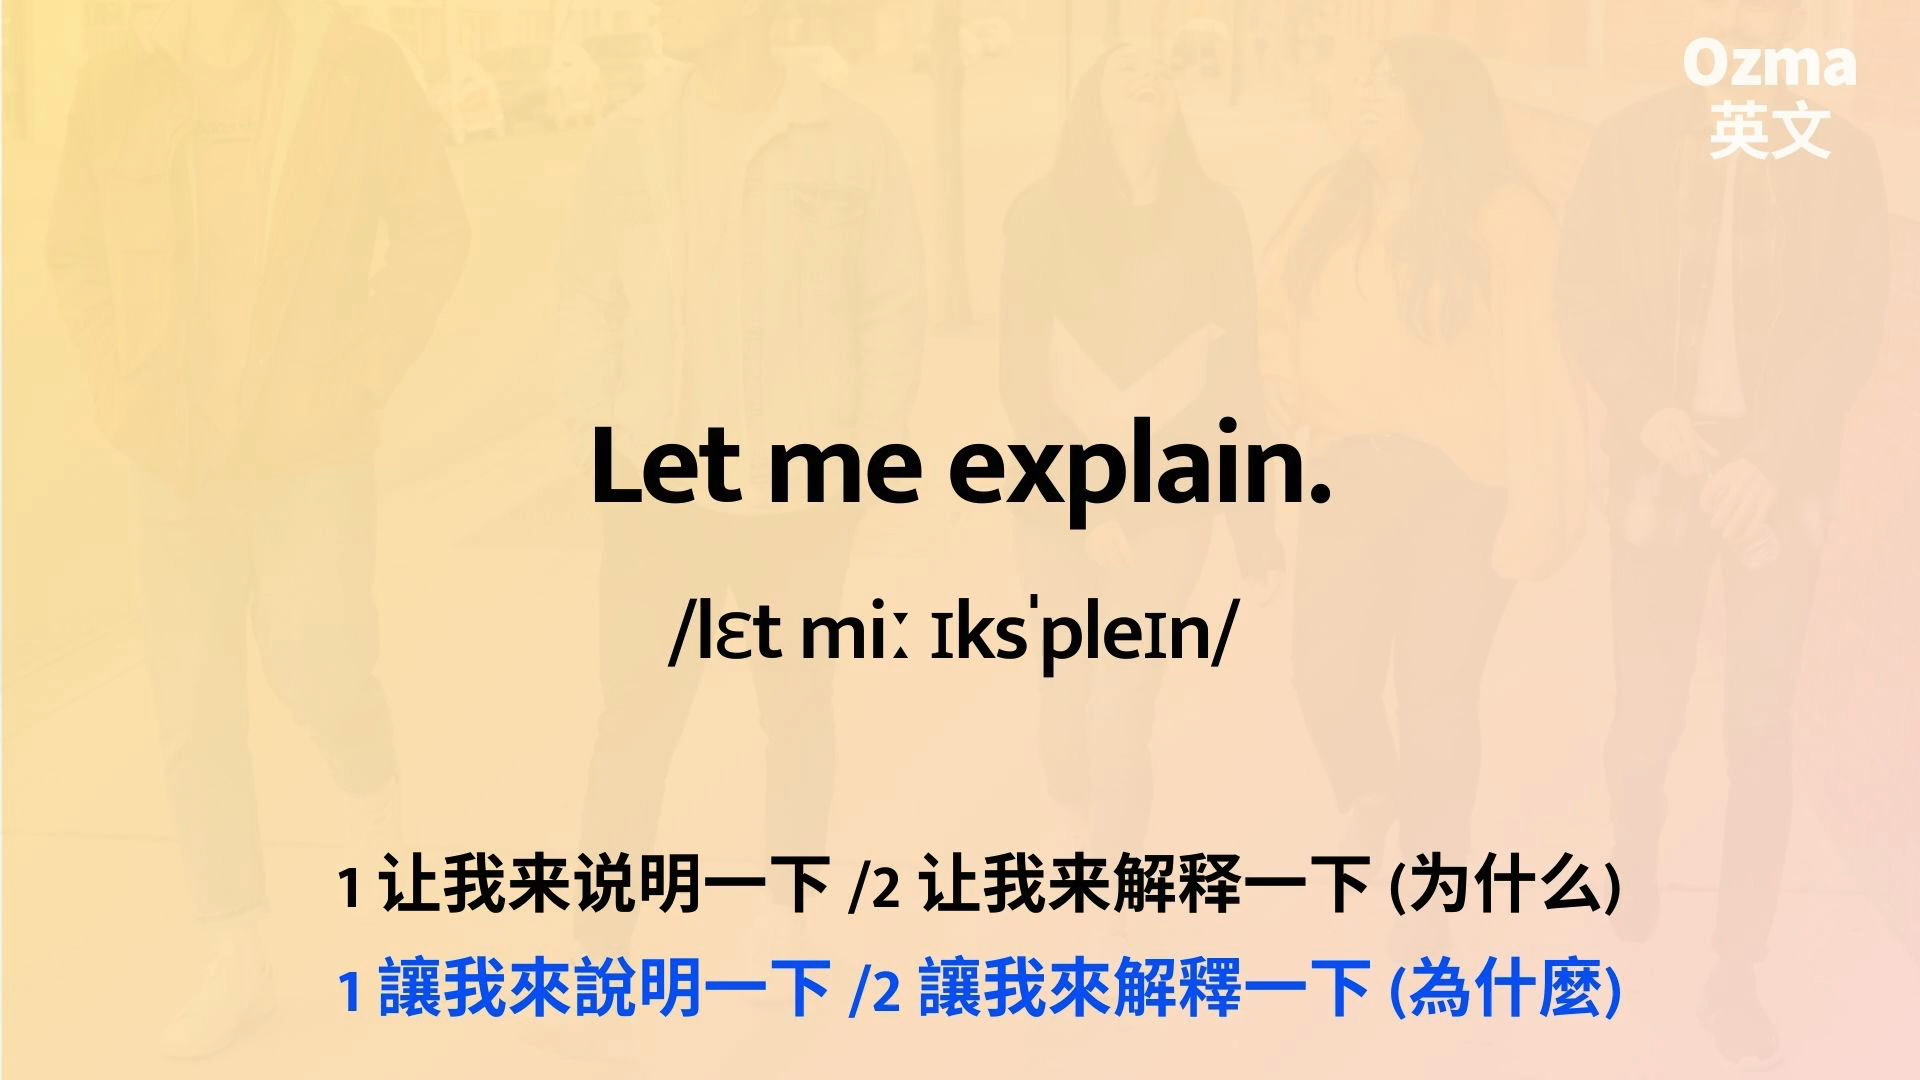 Ozma
英文
Let me explain.
/lɛt miː ɪksˈpleɪn/
1 让我来说明一下 /2 让我来解释一下 (为什么)
1 讓我來說明一下 /2 讓我來解釋一下 (為什麼)